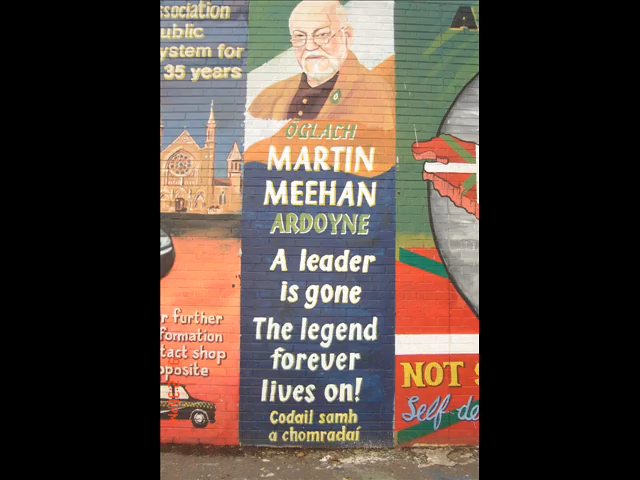 ssociation
ublic
ystem for
35 years
ÓGLACH
MARTIN
MEEHAN
ARDOYNE
A leader
is gone
The legend
forever
lives on!
Codail samh
a chomradaí
r further
formation
tact shop
pposite
A
NOT
Self de